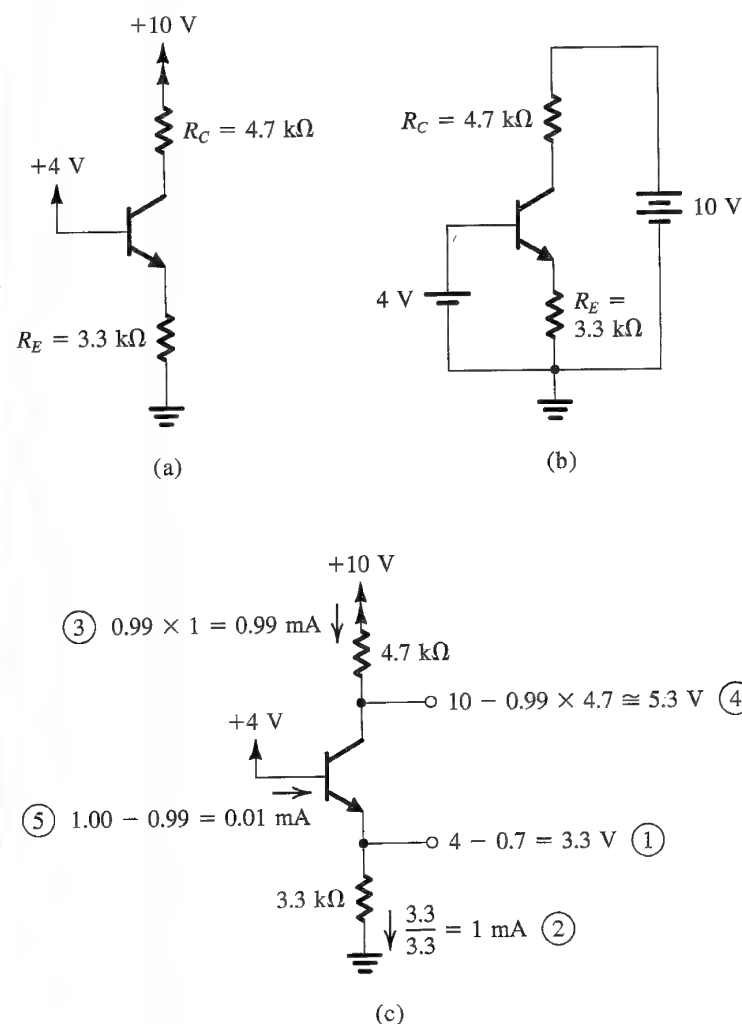 +10 V
R_C = 4.7 kΩ
+4 V
R_E = 3.3 kΩ
(a)
R_C = 4.7 kΩ
10 V
4 V
R_E =
3.3 kΩ
(b)
+10 V
③ 0.99 × 1 = 0.99 mA
4.7 kΩ
10 − 0.99 × 4.7 ≅ 5.3 V ④
+4 V
⑤ 1.00 − 0.99 = 0.01 mA
4 − 0.7 = 3.3 V ①
3.3 kΩ
3.3/3.3 = 1 mA ②
(c)